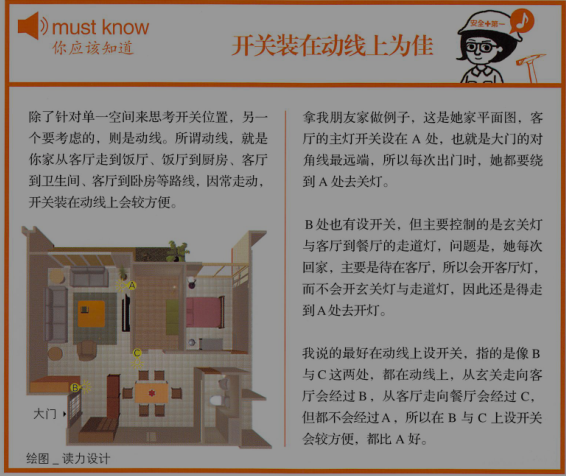 must know
你应该知道
开关装在动线上为佳
安全✚第一
除了针对单一空间来思考开关位置，另一
个要考虑的，则是动线。所谓动线，就是
你家从客厅走到饭厅、饭厅到厨房、客厅
到卫生间、客厅到卧房等路线，因常走动，
开关装在动线上会较方便。
A
C
B
大门
绘图 _ 读力设计
拿我朋友家做例子，这是她家平面图，客
厅的主灯开关设在 A 处，也就是大门的对
角线最远端，所以每次出门时，她都要绕
到 A 处去关灯。
B 处也有设开关，但主要控制的是玄关灯
与客厅到餐厅的走道灯，问题是，她每次
回家，主要是待在客厅，所以会开客厅灯，
而不会开玄关灯与走道灯，因此还是得走
到A处去开灯。
我说的最好在动线上设开关，指的是像 B
与 C 这两处，都在动线上，从玄关走向客
厅会经过 B，从客厅走向餐厅会经过 C，
但都不会经过A，所以在 B 与 C 上设开关
会较方便，都比 A 好。